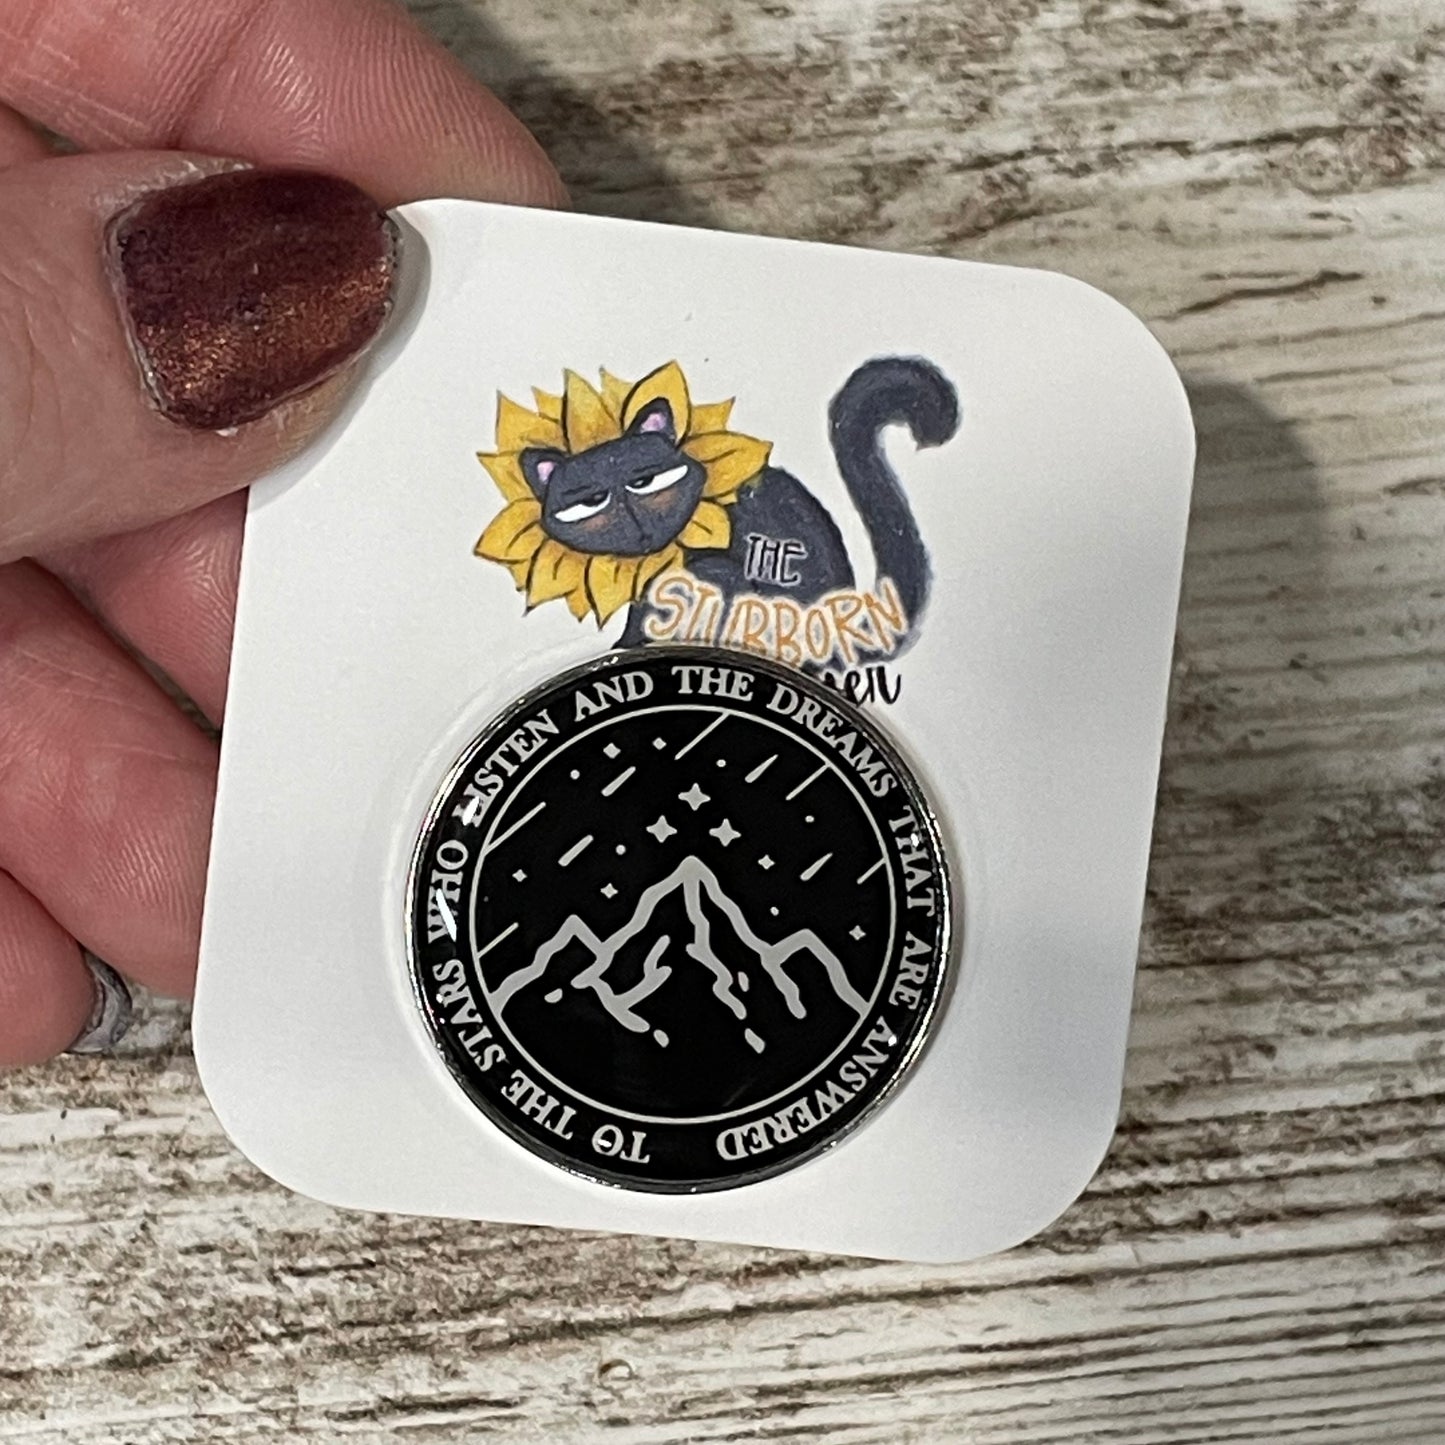 THE
STUBBORN
TO THE STARS WHO LISTEN AND THE DREAMS THAT ARE ANSWERED